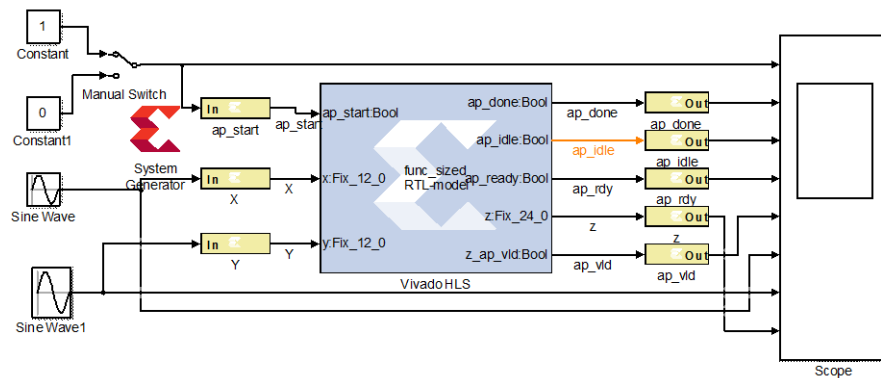 1
Constant
Manual Switch
0
Constant1
System
Generator
Sine Wave
Sine Wave1
In
ap_start
ap_start
In
X
X
In
Y
Y
ap_start:Bool
x:Fix_12_0
y:Fix_12_0
func_sized
RTL-model
ap_done:Bool
ap_idle:Bool
ap_ready:Bool
z:Fix_24_0
z_ap_vld:Bool
Vivado HLS
ap_done
ap_idle
ap_rdy
z
ap_vld
Out
ap_done
Out
ap_idle
Out
ap_rdy
Out
z
Out
ap_vld
Scope